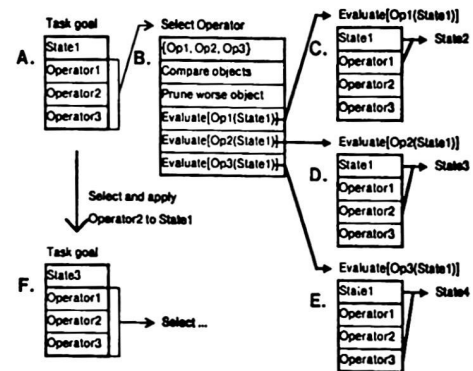 Task goal
A.
State1
Operator1
Operator2
Operator3
Select Operator
B.
{Op1, Op2, Op3}
Compare objects
Prune worse object
Evaluate[Op1(State1)]
Evaluate[Op2(State1)]
Evaluate[Op3(State1)]
Evaluate[Op1(State1)]
C.
State1
Operator1
Operator2
Operator3
State2
Evaluate[Op2(State1)]
D.
State1
Operator1
Operator2
Operator3
State3
Evaluate[Op3(State1)]
E.
State1
Operator1
Operator2
Operator3
State4
Select and apply
Operator2 to State1
Task goal
F.
State3
Operator1
Operator2
Operator3
Select ...